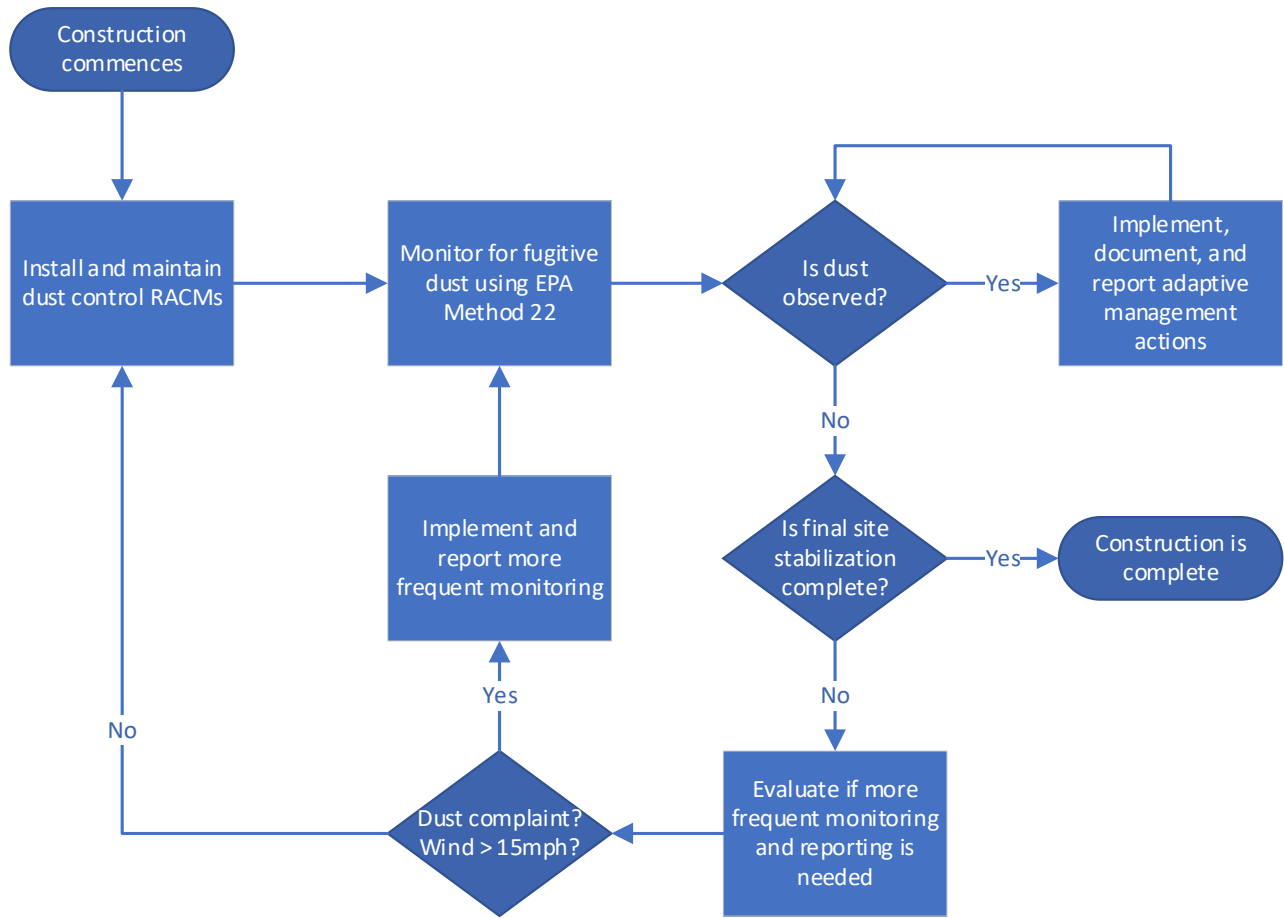 Construction
commences
Install and maintain
dust control RACMs
Monitor for fugitive
dust using EPA
Method 22
Is dust
observed?
Yes
Implement,
document, and
report adaptive
management
actions
No
Implement and
report more
frequent monitoring
Is final site
stabilization
complete?
Yes
Construction is
complete
Yes
No
No
Dust complaint?
Wind > 15mph?
Evaluate if more
frequent monitoring
and reporting is
needed